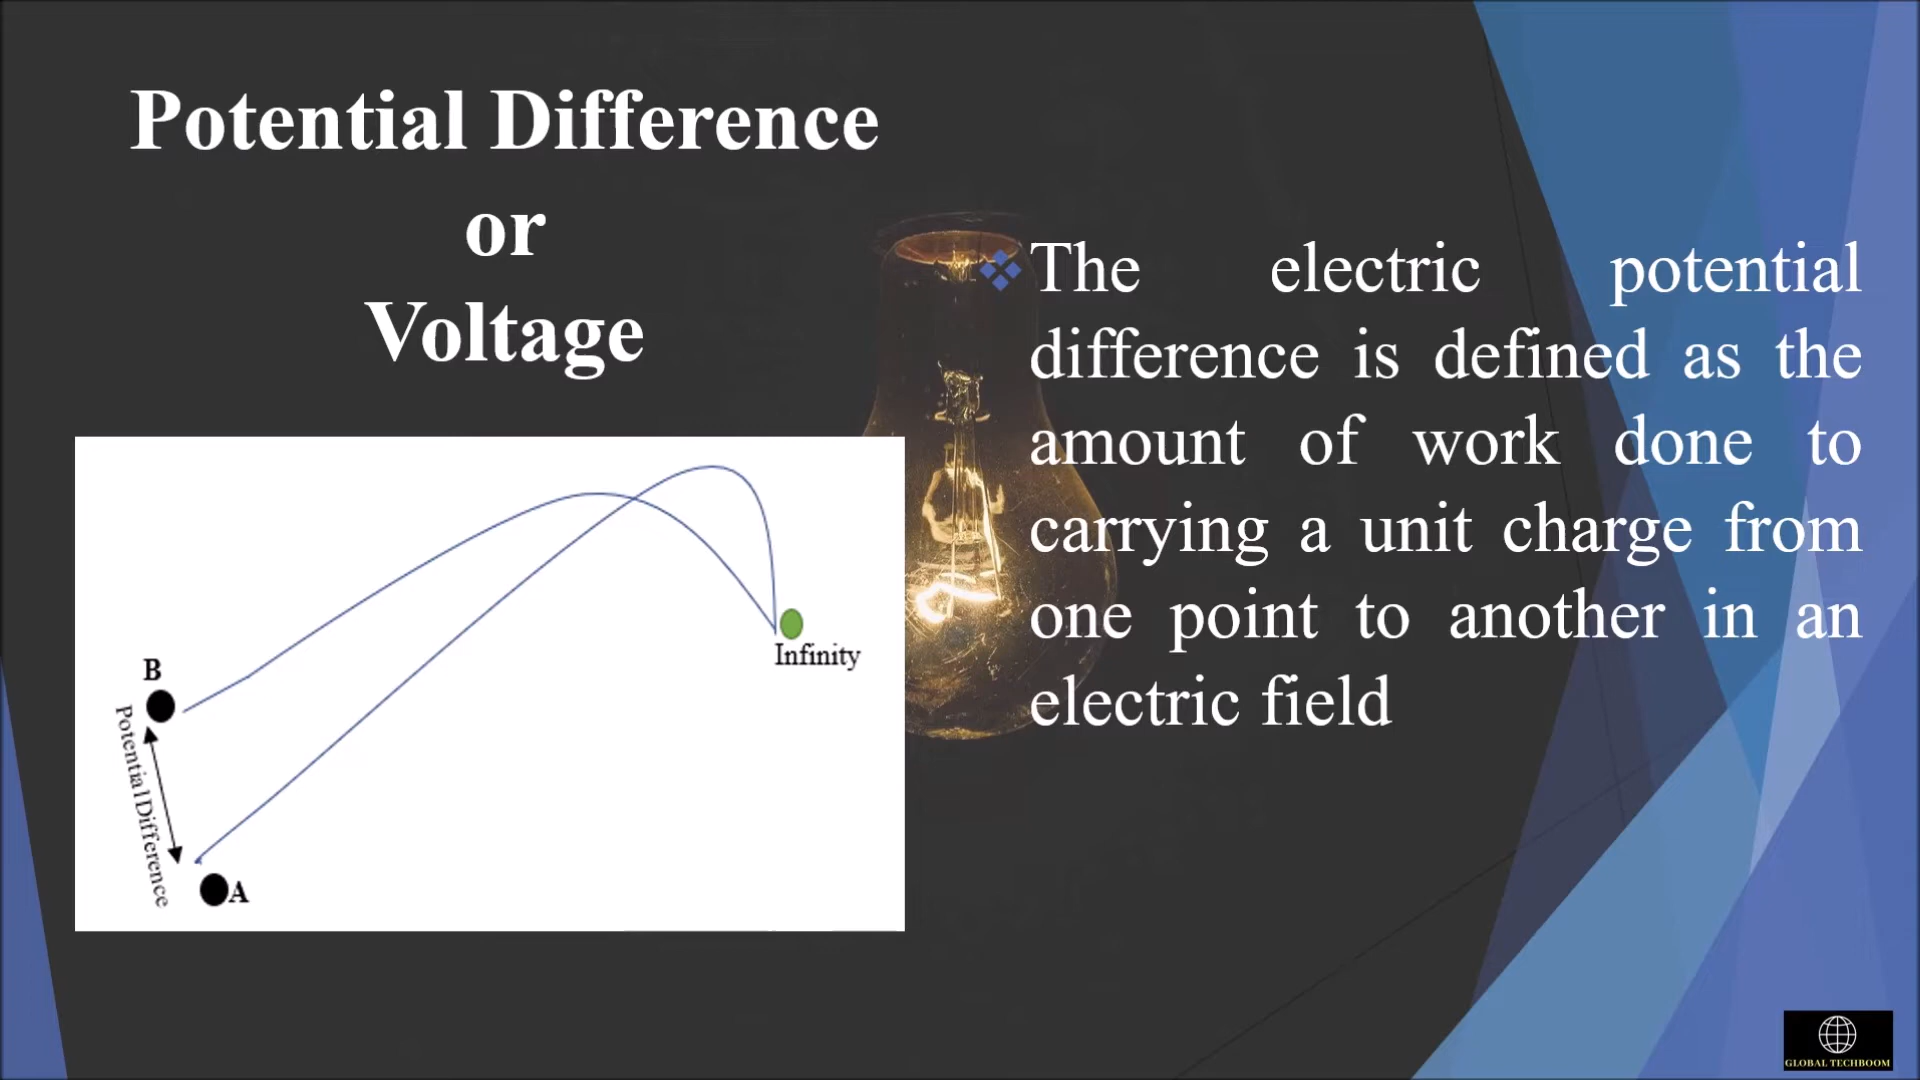 Potential Difference
or
Voltage
The electric potential
difference is defined as the
amount of work done to
carrying a unit charge from
one point to another in an
electric field
Infinity
B
Potential Difference
A
GLOBAL TECHBOOM